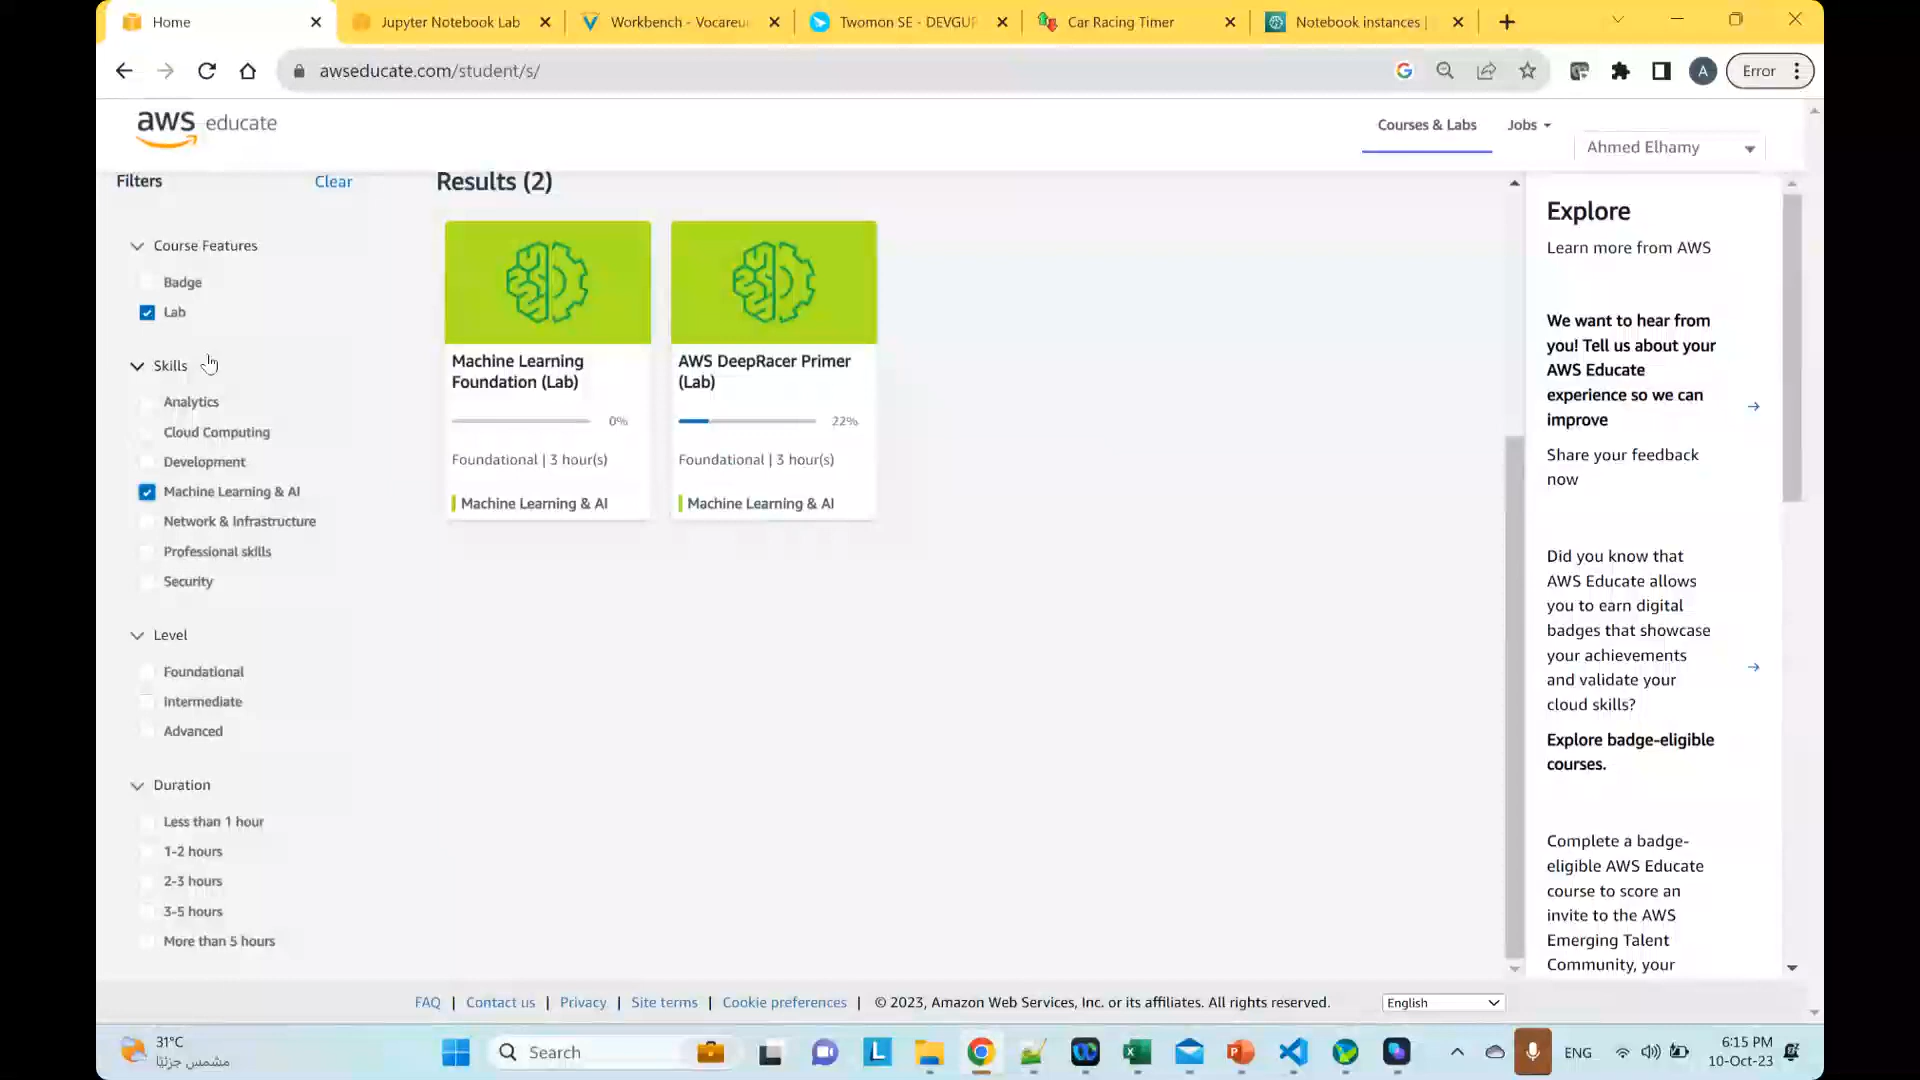 Home
Jupyter Notebook Lab
Workbench - Vocareu
Twomon SE - DEVGUP
Car Racing Timer
Notebook instances |
awseducate.com/student/s/
A
Error
aws educate
Courses & Labs
Jobs
Ahmed Elhamy
Filters
Clear
Course Features
Badge
Lab
Skills
Analytics
Cloud Computing
Development
Machine Learning & AI
Network & Infrastructure
Professional skills
Security
Level
Foundational
Intermediate
Advanced
Duration
Less than 1 hour
1-2 hours
2-3 hours
3-5 hours
More than 5 hours
Results (2)
Machine Learning
Foundation (Lab)
0%
Foundational | 3 hour(s)
Machine Learning & AI
AWS DeepRacer Primer
(Lab)
22%
Foundational | 3 hour(s)
Machine Learning & AI
Explore
Learn more from AWS
We want to hear from
you! Tell us about your
AWS Educate
experience so we can
improve
Share your feedback
now
Did you know that
AWS Educate allows
you to earn digital
badges that showcase
your achievements
and validate your
cloud skills?
Explore badge-eligible
courses.
Complete a badge-
eligible AWS Educate
course to score an
invite to the AWS
Emerging Talent
Community, your
FAQ | Contact us | Privacy | Site terms | Cookie preferences | © 2023, Amazon Web Services, Inc. or its affiliates. All rights reserved.
English
31°C
مشمس جزئيًا
Search
ENG
6:15 PM
10-Oct-23